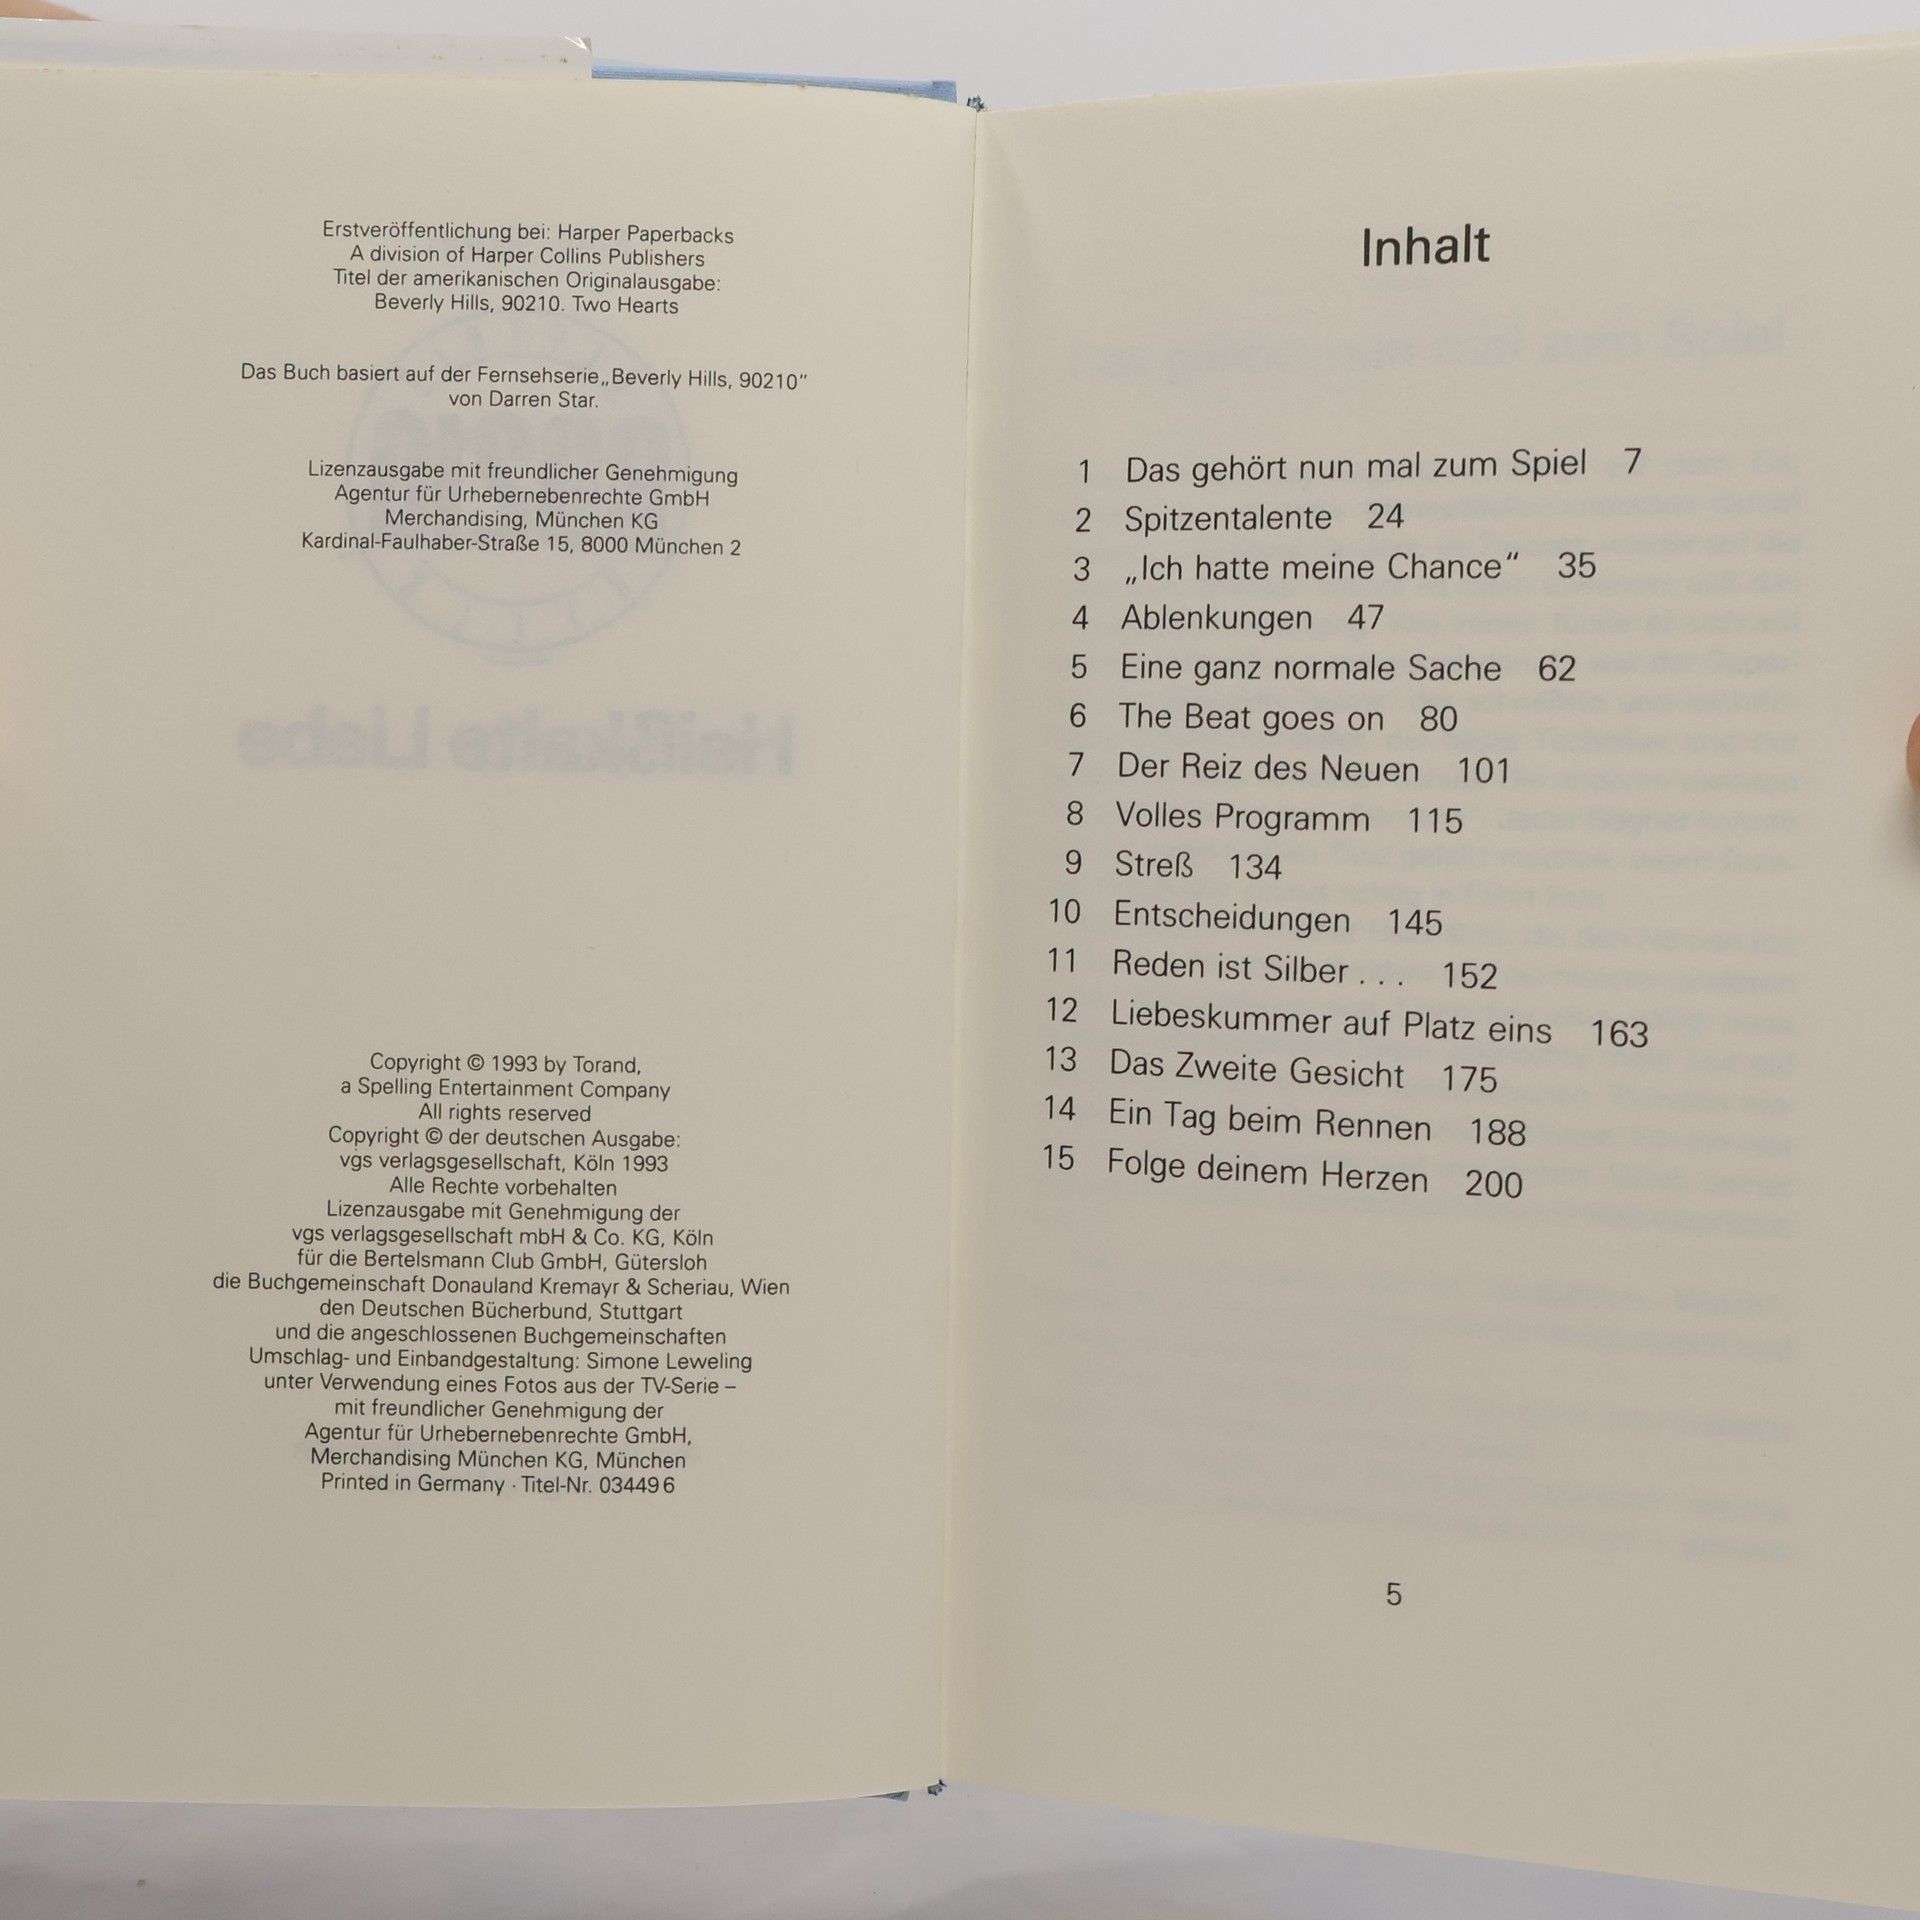 Erstveröffentlichung bei: Harper Paperbacks
A division of Harper Collins Publishers
Titel der amerikanischen Originalausgabe:
Beverly Hills, 90210. Two Hearts
Das Buch basiert auf der Fernsehserie „Beverly Hills, 90210"
von Darren Star.
Lizenzausgabe mit freundlicher Genehmigung
Agentur für Urhebernebenrechte GmbH
Merchandising, München KG
Kardinal-Faulhaber-Straße 15, 8000 München 2
Heißkalte Liebe
Copyright © 1993 by Torand,
a Spelling Entertainment Company
All rights reserved
Copyright © der deutschen Ausgabe:
vgs verlagsgesellschaft, Köln 1993
Alle Rechte vorbehalten
Lizenzausgabe mit Genehmigung der
vgs verlagsgesellschaft mbH & Co. KG, Köln
für die Bertelsmann Club GmbH, Gütersloh
die Buchgemeinschaft Donauland Kremayr & Scheriau, Wien
den Deutschen Bücherbund, Stuttgart
und die angeschlossenen Buchgemeinschaften
Umschlag- und Einbandgestaltung: Simone Leweling
unter Verwendung eines Fotos aus der TV-Serie –
mit freundlicher Genehmigung der
Agentur für Urhebernebenrechte GmbH,
Merchandising München KG, München
Printed in Germany · Titel-Nr. 03449 6
Inhalt
1 Das gehört nun mal zum Spiel 7
2 Spitzentalente 24
3 „Ich hatte meine Chance“ 35
4 Ablenkungen 47
5 Eine ganz normale Sache 62
6 The Beat goes on 80
7 Der Reiz des Neuen 101
8 Volles Programm 115
9 Streß 134
10 Entscheidungen 145
11 Reden ist Silber . . . 152
12 Liebeskummer auf Platz eins 163
13 Das Zweite Gesicht 175
14 Ein Tag beim Rennen 188
15 Folge deinem Herzen 200
5